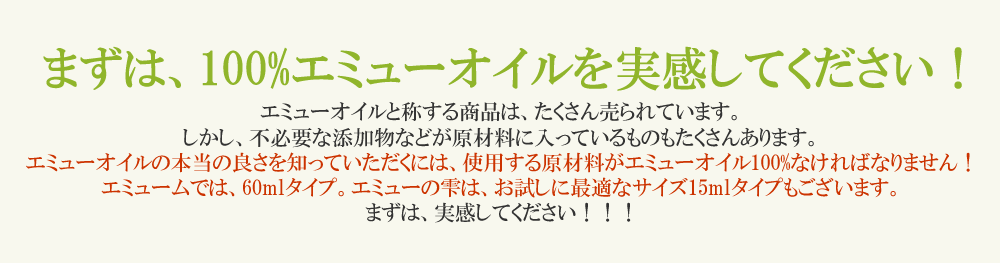 まずは、100%エミューオイルを実感してください！
エミューオイルと称する商品は、たくさん売られています。
しかし、不必要な添加物などが原材料に入っているものもたくさんあります。
エミューオイルの本当の良さを知っていただくには、使用する原材料がエミューオイル100%なければなりません！
エミュームでは、60mlタイプ。エミューの雫は、お試しに最適なサイズ15mlタイプもございます。
まずは、実感してください！！！